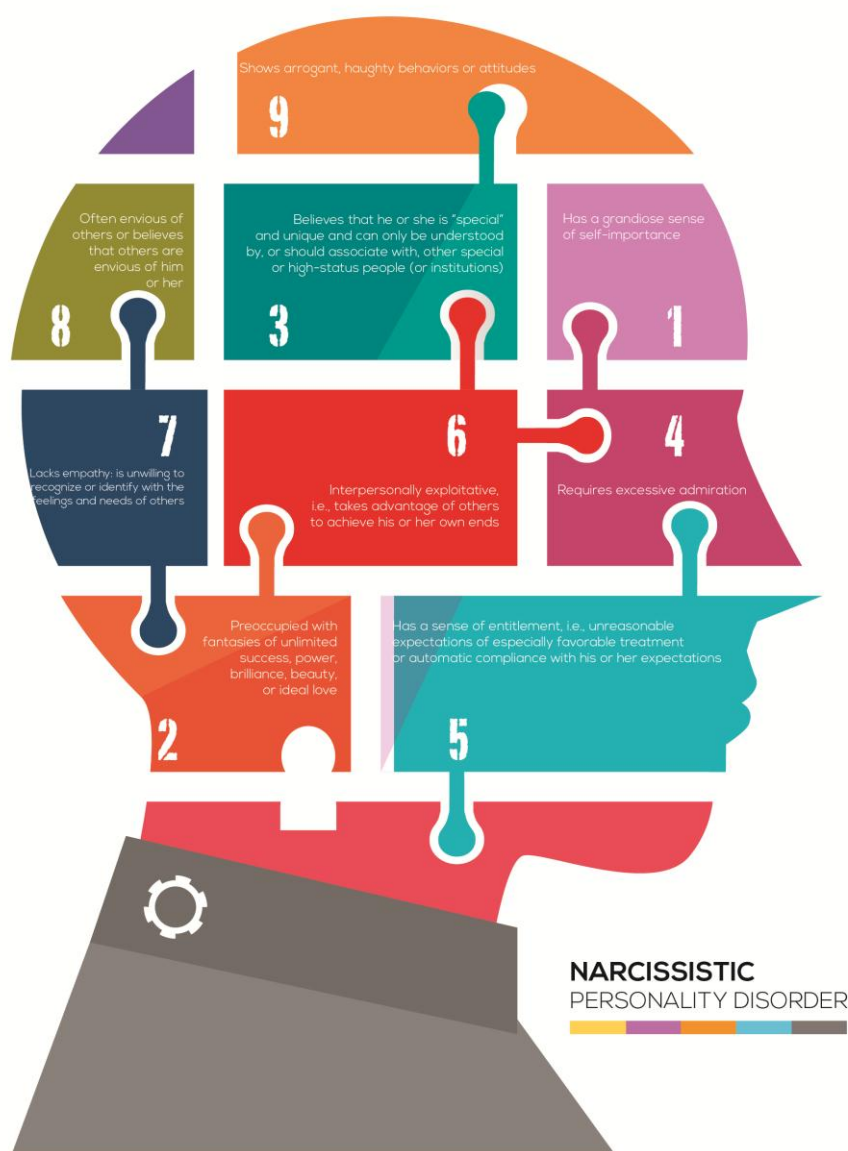 Shows arrogant, haughty behaviors or attitudes
9
Often envious of
others or believes
that others are
envious of him
or her
8
Believes that he or she is "special"
and unique and can only be understood
by, or should associate with, other special
or high-status people (or institutions)
3
Has a grandiose sense
of self-importance
1
7
Lacks empathy: is unwilling to
recognize or identify with the
feelings and needs of others
6
Interpersonally exploitative,
i.e., takes advantage of others
to achieve his or her own ends
4
Requires excessive admiration
Preoccupied with
fantasies of unlimited
success, power,
brilliance, beauty,
or ideal love
2
Has a sense of entitlement, i.e., unreasonable
expectations of especially favorable treatment
or automatic compliance with his or her expectations
5
NARCISSISTIC
PERSONALITY DISORDER